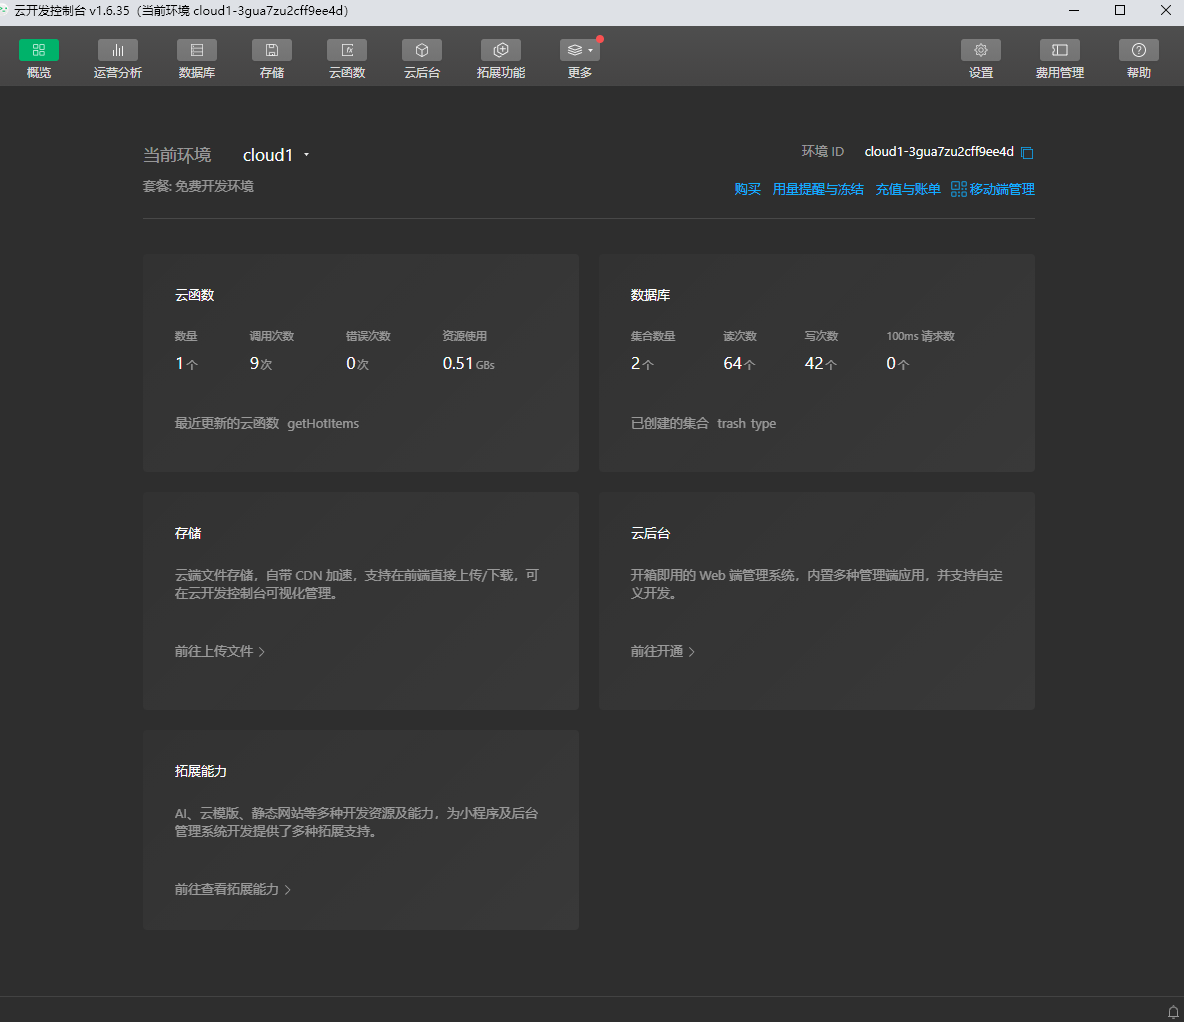 云开发控制台 v1.6.35（当前环境 cloud1-3gua7zu2cff9ee4d）
概览 运营分析 数据库 存储 云函数 云后台 拓展功能 更多 设置 费用管理 帮助
当前环境 cloud1 环境 ID cloud1-3gua7zu2cff9ee4d
套餐: 免费开发环境 购买 用量提醒与冻结 充值与账单 移动端管理
云函数
数量 调用次数 错误次数 资源使用
1 个 9 次 0 次 0.51 GBs
最近更新的云函数 getHotItems
数据库
集合数量 读次数 写次数 100ms 请求数
2 个 64 个 42 个 0 个
已创建的集合 trash type
存储
云端文件存储，自带 CDN 加速，支持在前端直接上传/下载，可
在云开发控制台可视化管理。
前往上传文件
云后台
开箱即用的 Web 端管理系统，内置多种管理端应用，并支持自定
义开发。
前往开通
拓展能力
AI、云模版、静态网站等多种开发资源及能力，为小程序及后台
管理系统开发提供了多种拓展支持。
前往查看拓展能力